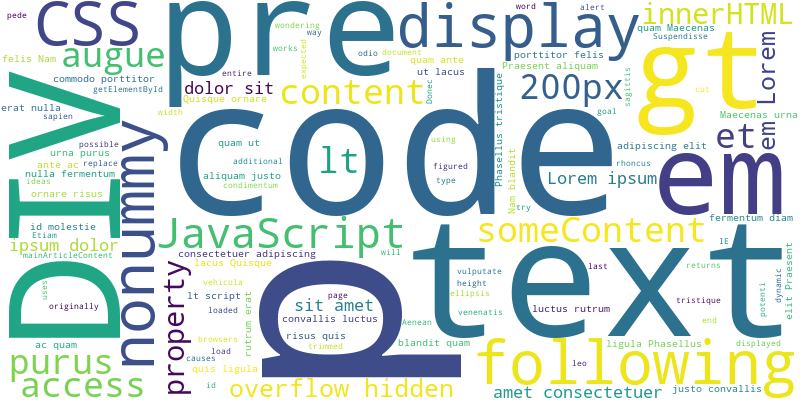 CSS
pre
display
innerHTML
word
alert
pede
wondering
way
works
expected
odio
document
quam Maecenas
Suspendisse
felis Nam
augue
commodo porttitor
getElementById
dolor sit
Quisque ornare
content
quam ante
ut lacus
Donec
porttitor felis
Praesent aliquam
200px
sagittis
gt
cut
em Lorem
Maecenas urna
erat nulla
sapien
width
entire
goal
DIV
nonummy
possible
urna purus
ante ac
replace
nulla fermentum
ideas
ornare risus
code
quam ut
additional
aliquam justo
condimentum
lt
using
figured
type
Phasellus tristique
Nam blandit
try
Lorem ipsum
adipiscing elit
rhoncus
em
et
id molestie
Etiam
ipsum dolor
mainArticleContent
uses
originally
JavaScript
consectetuer adipiscing
will
someContent
fermentum diam
IE
text
lacus Quisque
vehicula
lt script
loaded
property
rutrum erat
p
sit amet
page
convallis luctus
risus quis
trimmed
Aenean
vulputate
height
ellipsis
venenatis
last
luctus rutrum
returns
tristique
end
potenti
dynamic
elit Praesent
displayed
ac quam
purus
access
browsers
load
causes
quis ligula
id
overflow hidden
blandit quam
following
ligula Phasellus
leo
amet consectetuer
justo convallis